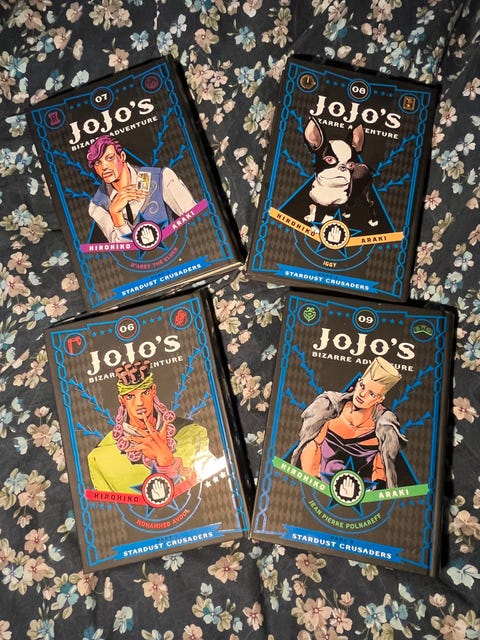 07
JoJo's
BIZARRE ADVENTURE
HIROHIKO ARAKI
D'ARBY THE ELDER
STARDUST CRUSADERS
08
JoJo's
BIZARRE ADVENTURE
HIROHIKO ARAKI
IGGY
STARDUST CRUSADERS
06
JoJo's
BIZARRE ADVENTURE
HIROHIKO
MOHAMMED AVDOL
STARDUST CRUSADERS
09
JoJo's
BIZARRE ADVENTURE
HIROHIKO ARAKI
JEAN PIERRE POLNAREFF
STARDUST CRUSADERS